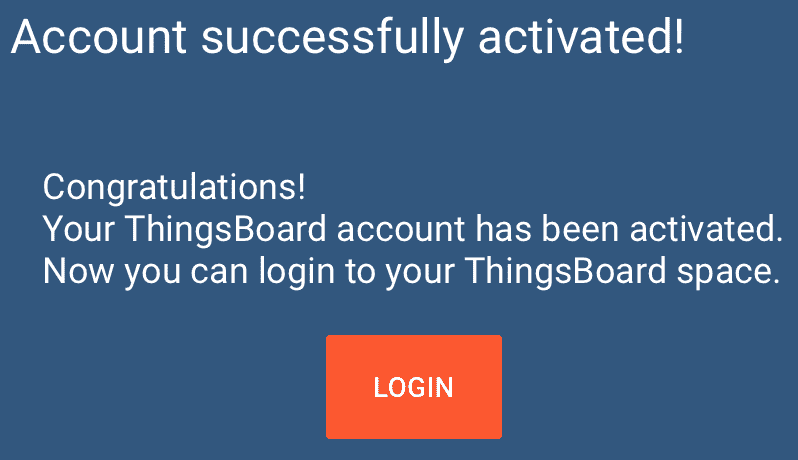 Account successfully activated!
Congratulations!
Your ThingsBoard account has been activated.
Now you can login to your ThingsBoard space.
LOGIN